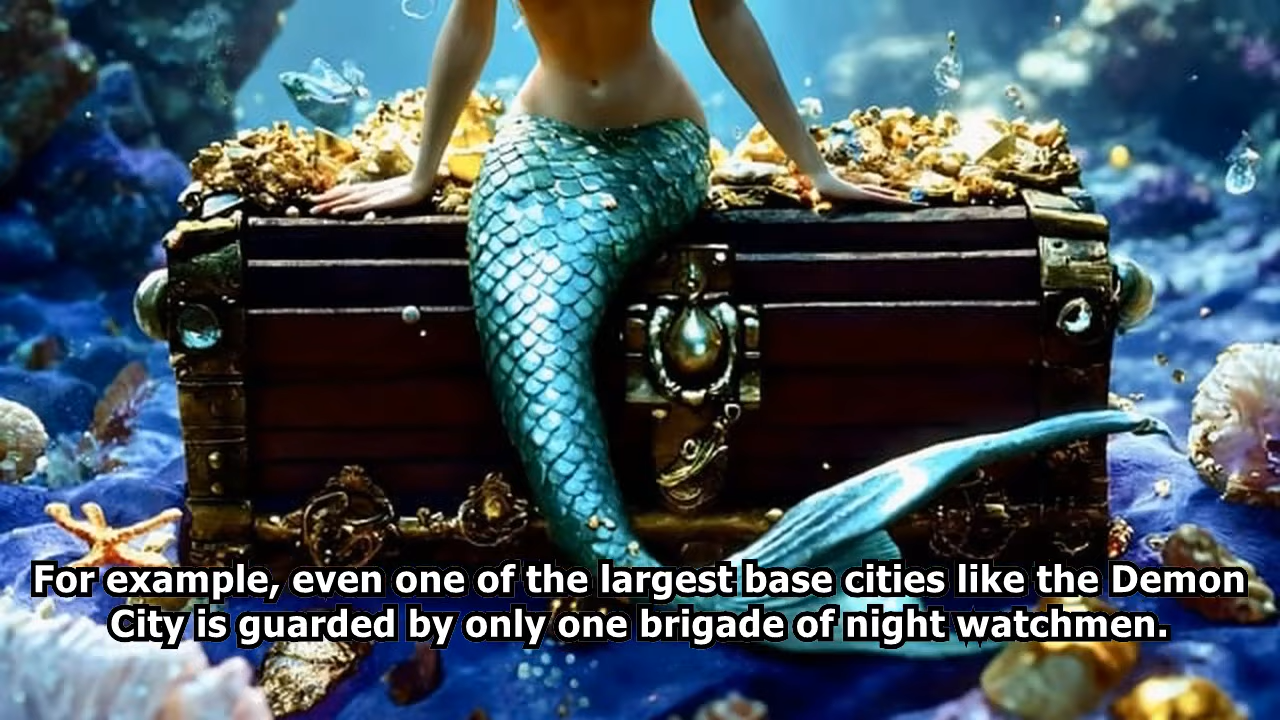 For example, even one of the largest base cities like the Demon
City is guarded by only one brigade of night watchmen.